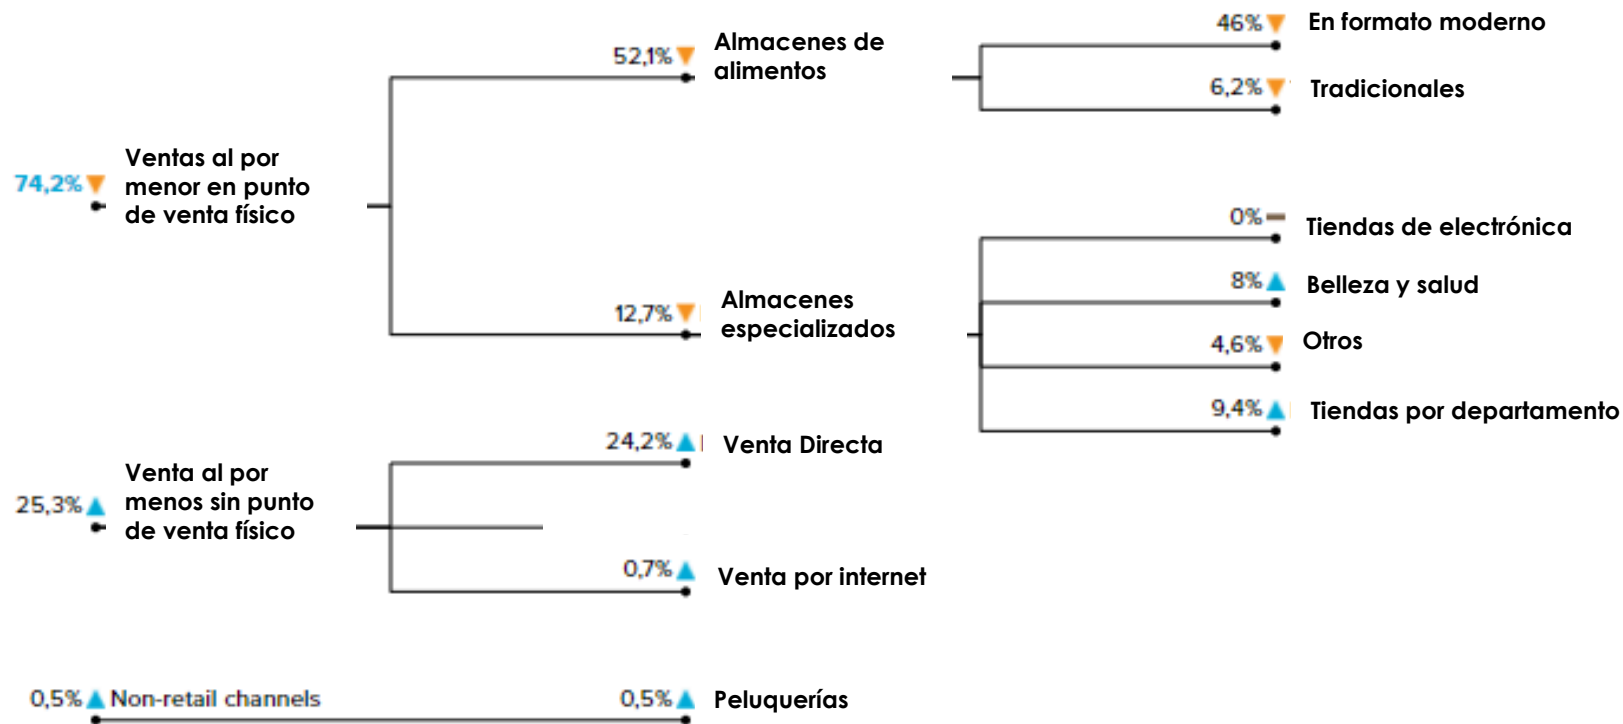 46% En formato moderno
52,1% Almacenes de
alimentos
6,2% Tradicionales
Ventas al por
74,2% menor en punto
de venta físico
0% Tiendas de electrónica
8% Belleza y salud
12,7% Almacenes
especializados
4,6% Otros
9,4% Tiendas por departamento
24,2% Venta Directa
Venta al por
25,3% menos sin punto
de venta físico
0,7% Venta por internet
0,5% Non-retail channels
0,5% Peluquerías